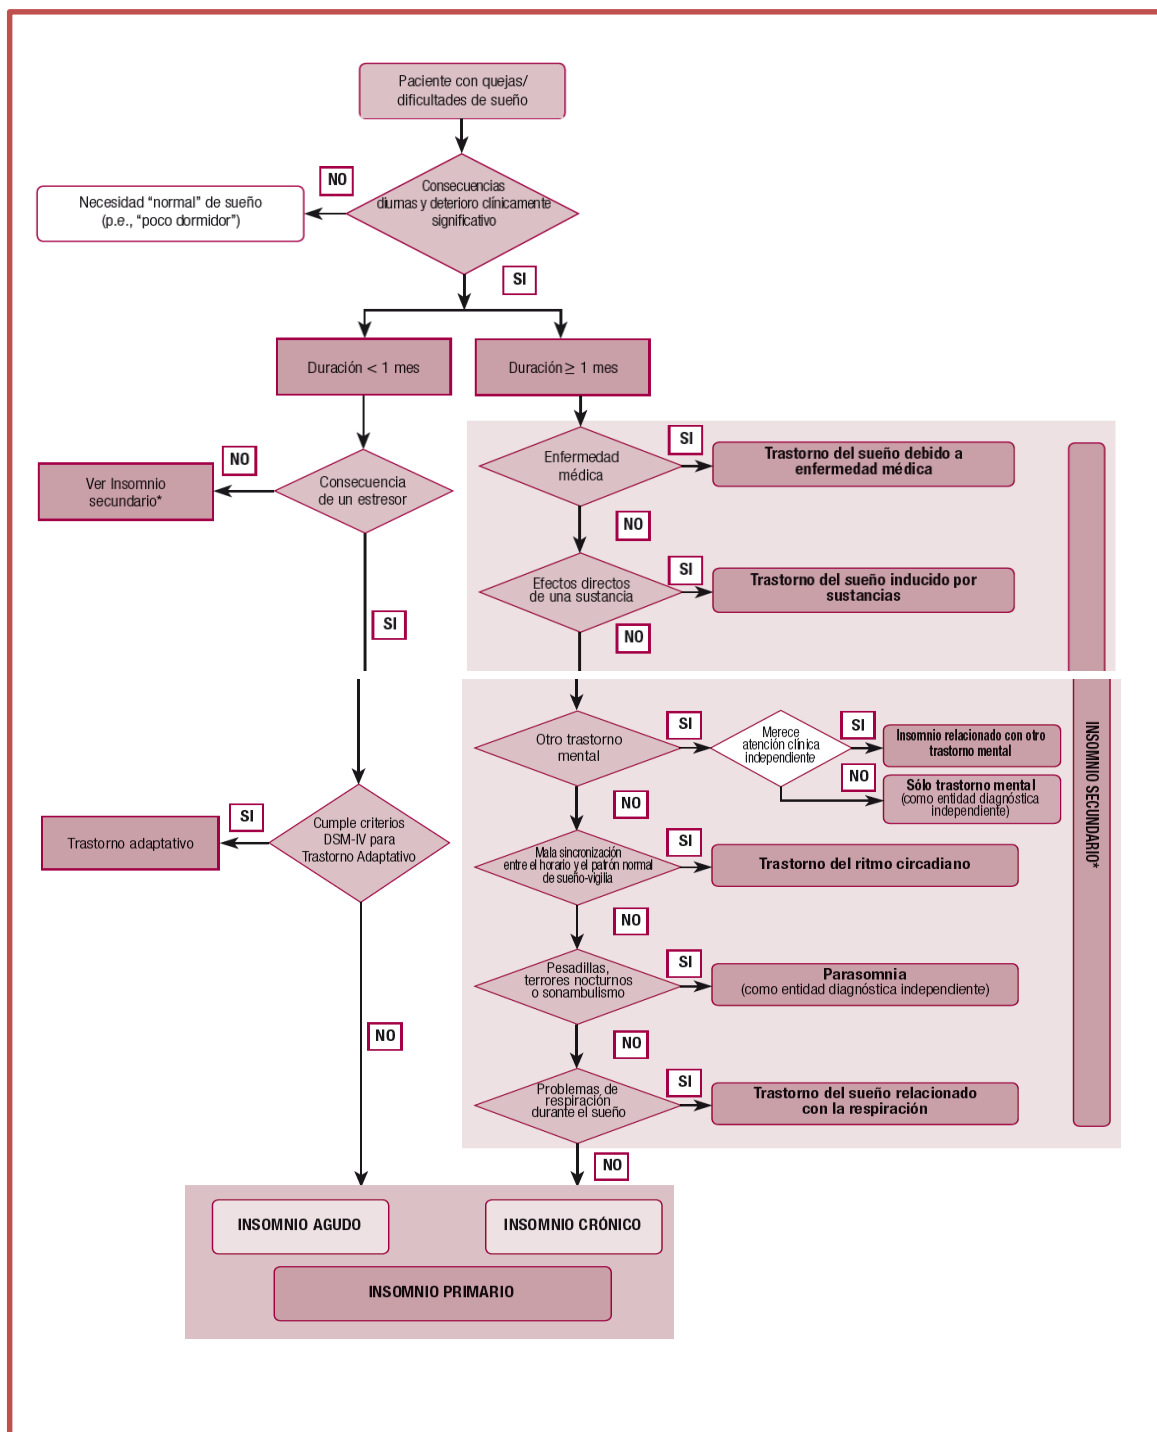 Paciente con quejas/
dificultades de sueño
NO
Consecuencias
diurnas y deterioro clínicamente
significativo
Necesidad “normal” de sueño
(p.e., “poco dormidor”)
SI
Duración < 1 mes
Duración ≥ 1 mes
SI
Enfermedad
médica
Trastorno del sueño debido a
enfermedad médica
NO
Consecuencia
de un estresor
Ver Insomnio
secundario*
NO
SI
Efectos directos
de una sustancia
Trastorno del sueño inducido por
sustancias
SI
NO
INSOMNIO SECUNDARIO*
Otro trastorno
mental
SI
Merece
atención clínica
independiente
SI
Insomnio relacionado con otro
trastorno mental
NO
Sólo trastorno mental
(como entidad diagnóstica
independiente)
NO
SI
Cumple criterios
DSM-IV para
Trastorno Adaptativo
Trastorno adaptativo
Mala sincronización
entre el horario y el patrón normal
de sueño-vigilia
SI
Trastorno del ritmo circadiano
NO
Pesadillas,
terrores nocturnos
o sonambulismo
SI
Parasomnia
(como entidad diagnóstica independiente)
NO
NO
Problemas de
respiración
durante el sueño
SI
Trastorno del sueño relacionado
con la respiración
NO
INSOMNIO AGUDO
INSOMNIO CRÓNICO
INSOMNIO PRIMARIO